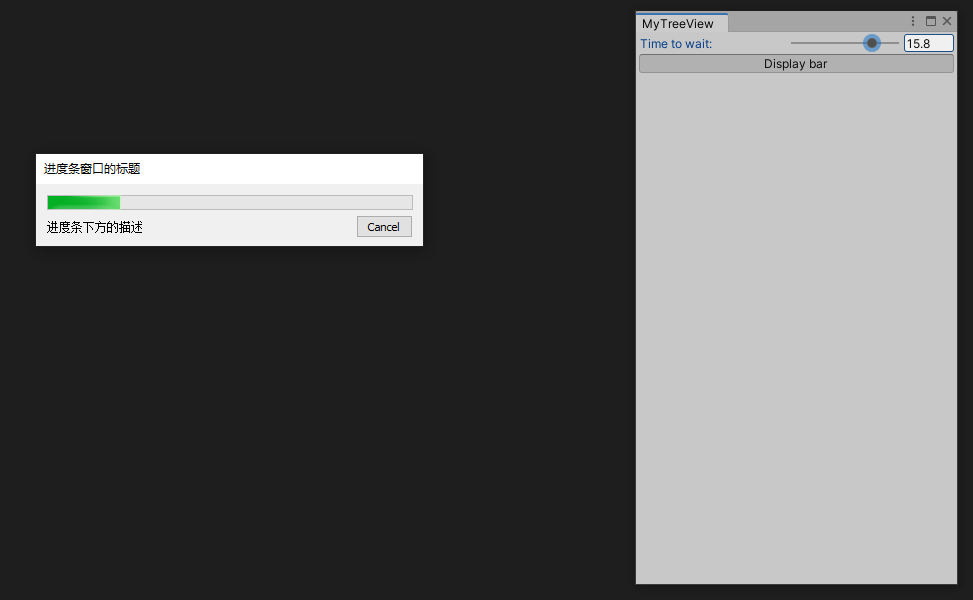 进度条窗口的标题
进度条下方的描述
Cancel
MyTreeView
Time to wait:
15.8
Display bar